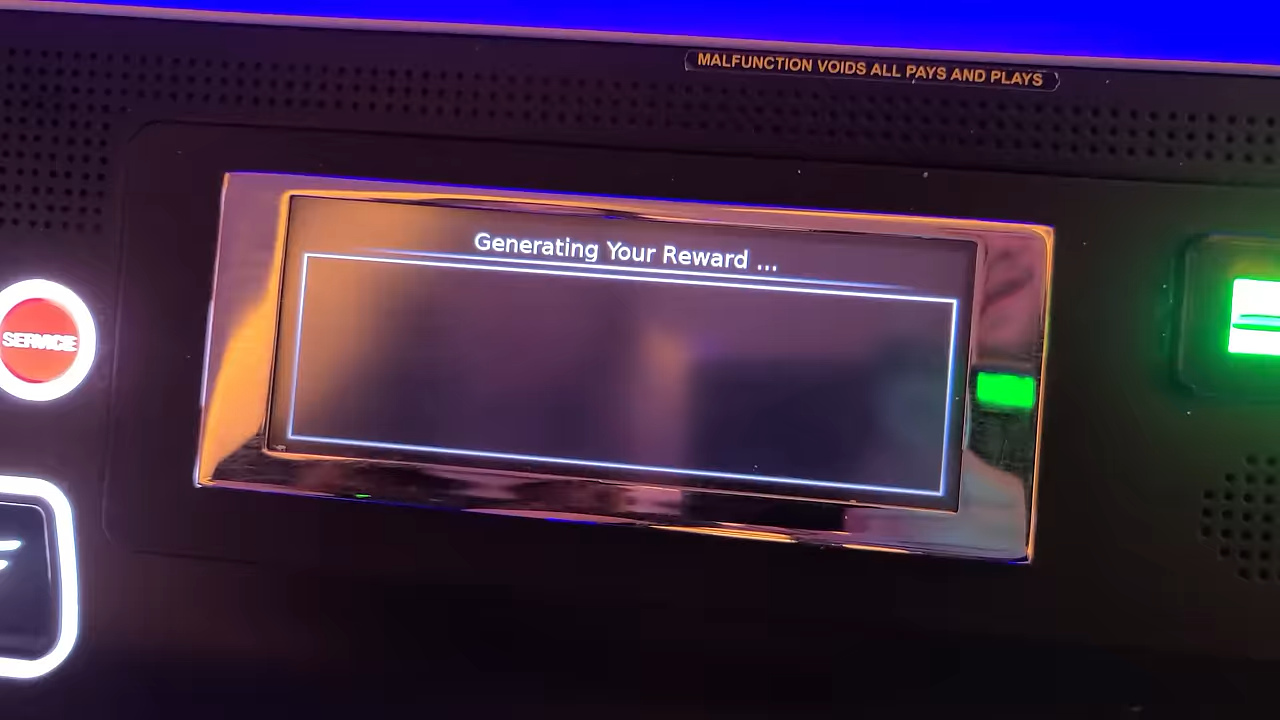 MALFUNCTION VOIDS ALL PAYS AND PLAYS
Generating Your Reward ...
SERVICE